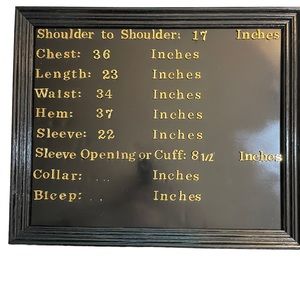 Shoulder to Shoulder: 17 Inches
Chest: 36 Inches
Length: 23 Inches
Waist: 34 Inches
Hem: 37 Inches
Sleeve: 22 Inches
Sleeve Opening or Cuff: 8 1/2 Inches
Collar: .. Inches
Bicep: .. Inches